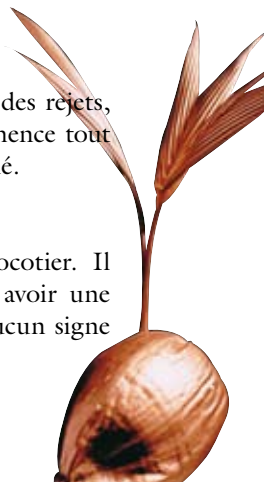 des rejets,
mence tout
é.
ocotier. Il
avoir une
ucun signe